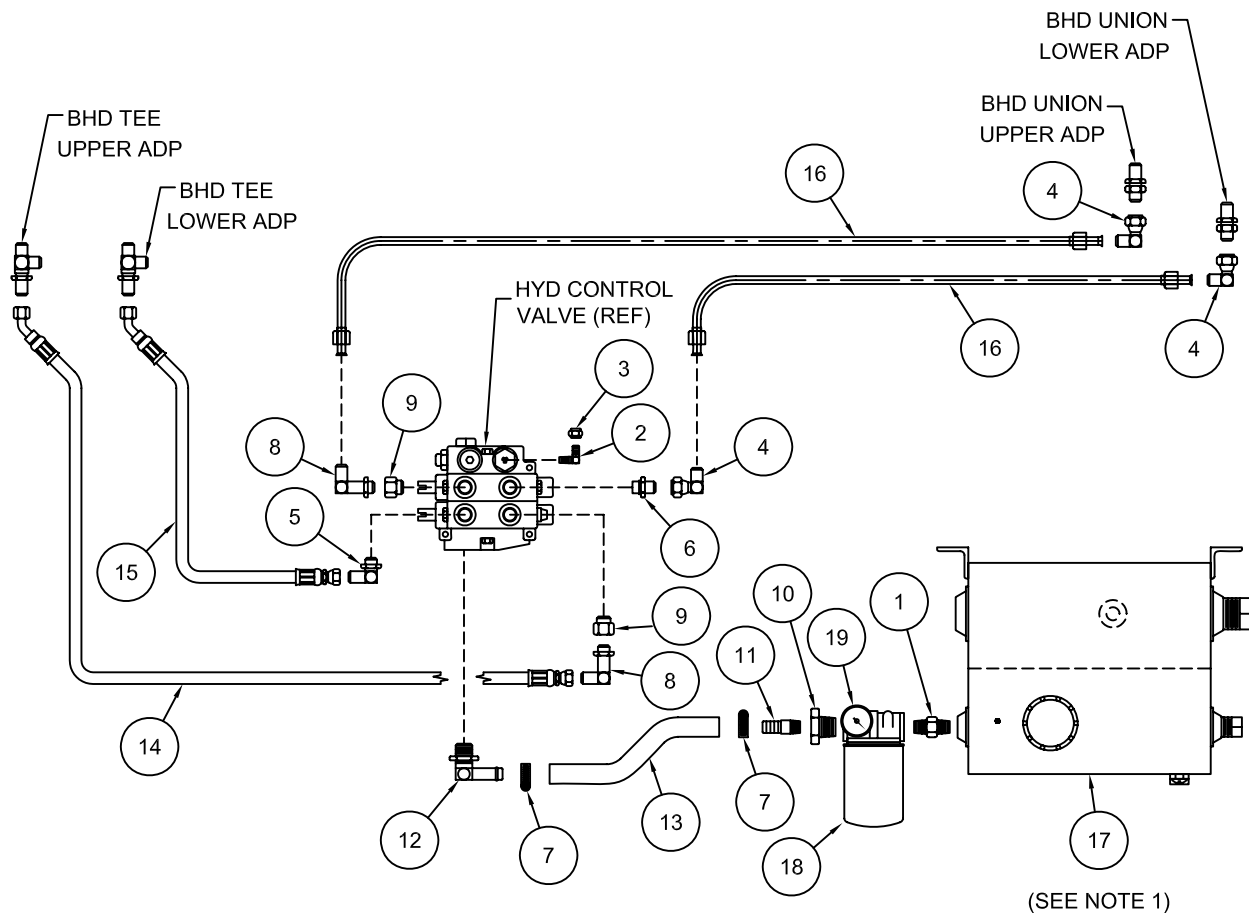 BHD UNION
LOWER ADP
BHD UNION
UPPER ADP
BHD TEE
UPPER ADP
BHD TEE
LOWER ADP
16
4
HYD CONTROL
VALVE (REF)
16
4
3
9
2
8
4
5
6
15
10
1
9
19
11
8
14
7
13
12
7
18
17
(SEE NOTE 1)